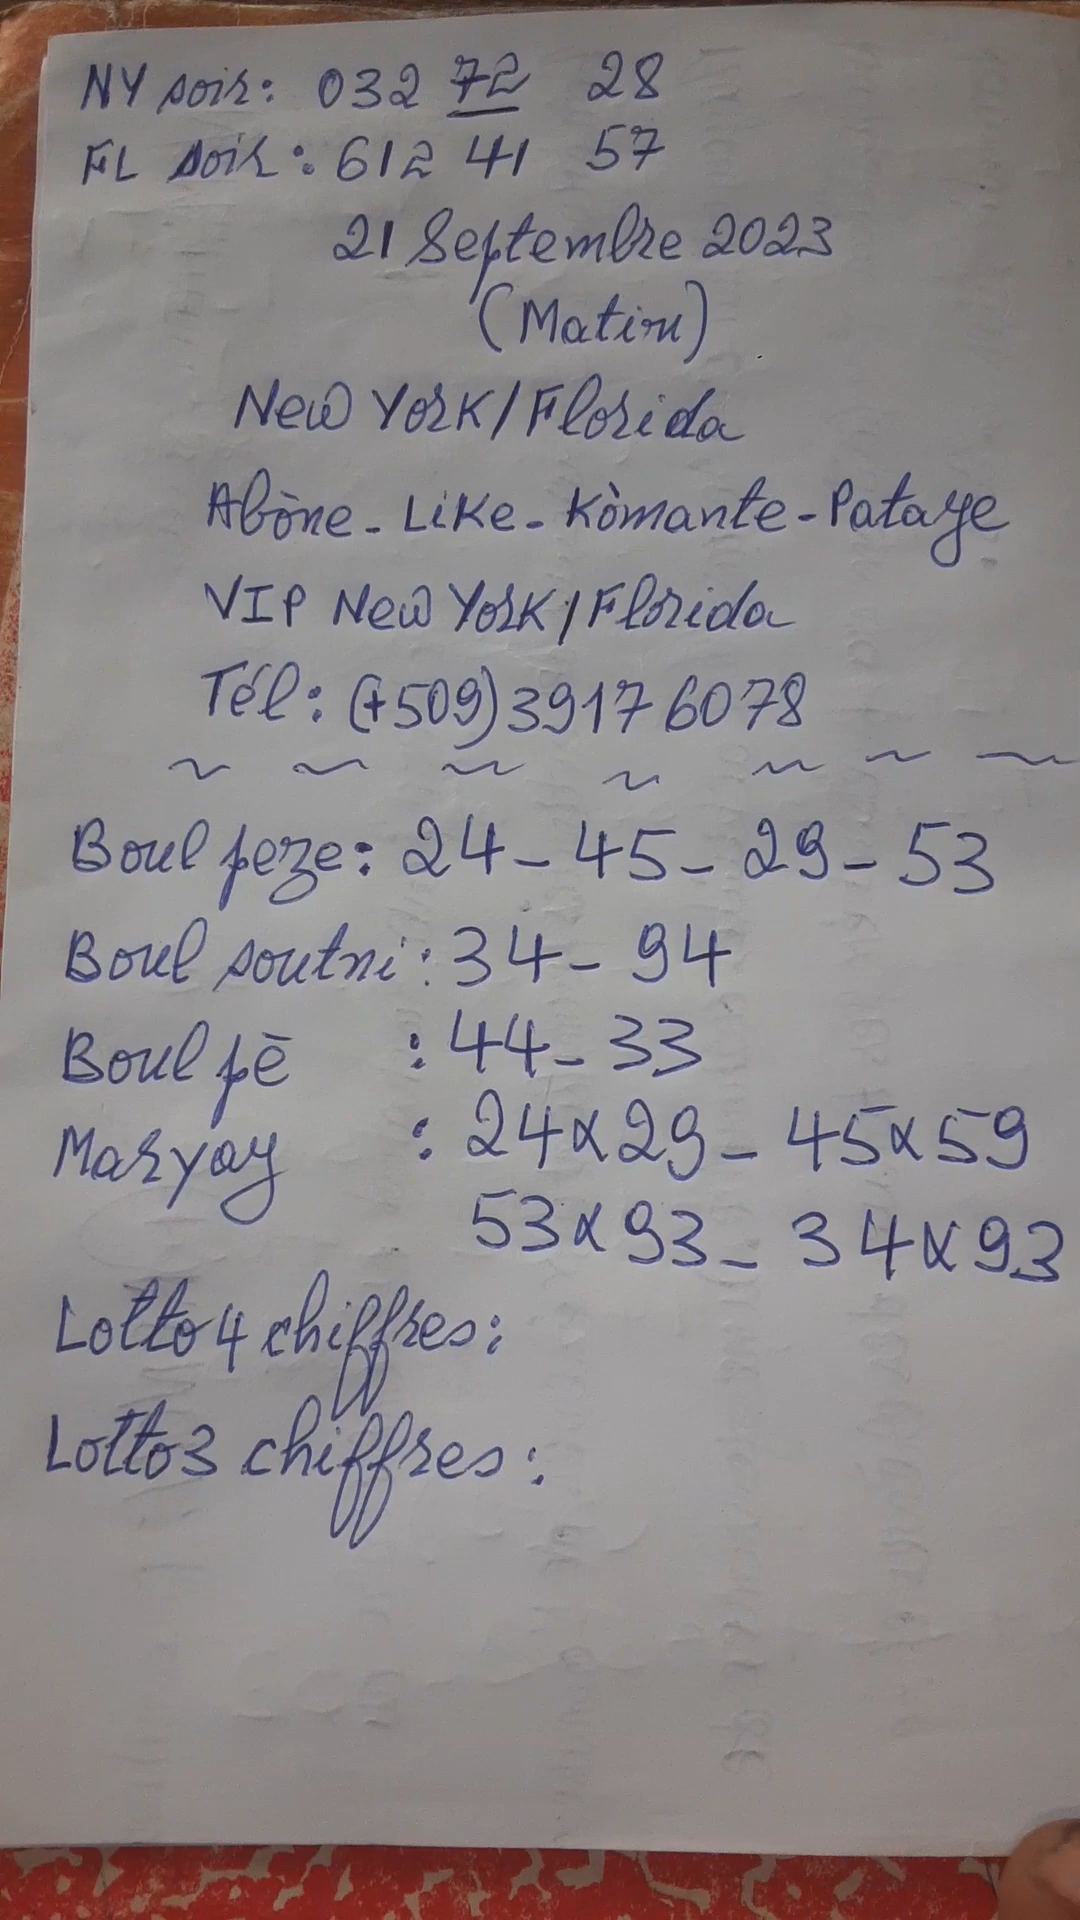 NY soir: 032 72 28
FL soir: 612 41 57
21 Septembre 2023
(Matin)
New York/Florida
Abòne - Like - Kòmante - Pataje
VIP New York/Florida
Tél: (+509) 3917 6078
~ ~ ~ ~ ~ ~ ~
Boul peze: 24 - 45 - 29 - 53
Boul soutni: 34 - 94
Boul pè : 44 - 33
Maryay : 24x29 - 45x59
53x93 - 34x93
Lotto 4 chiffres:
Lotto 3 chiffres: